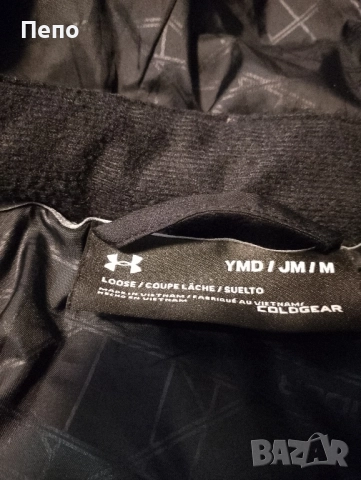 Пепо
YMD / JM / M
LOOSE / COUPE LÂCHE / SUELTO
MADE IN VIETNAM / FABRIQUÉ AU VIETNAM /
HECHO EN VIETNAM
COLDGEAR
BAZAR